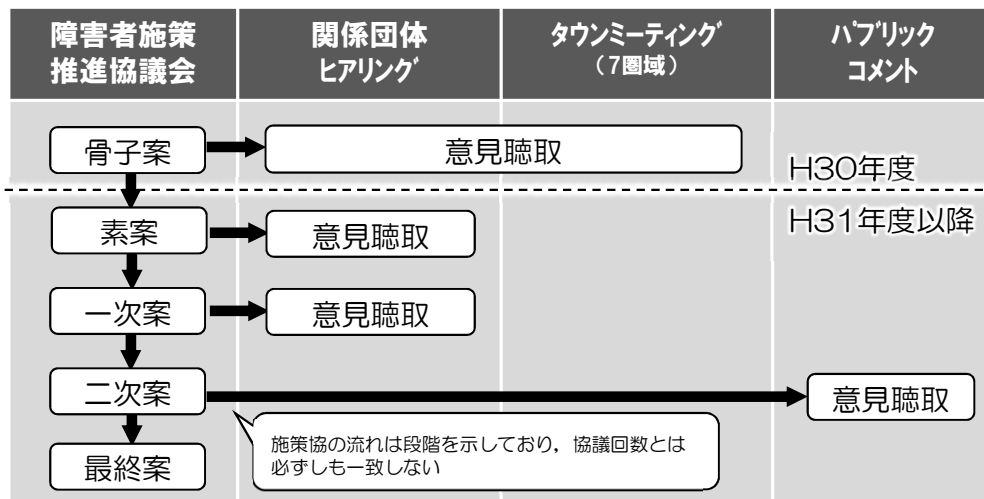 障害者施策
推進協議会
関係団体
ヒアリング
タウンミーティング
（7圏域）
パブリック
コメント
骨子案
意見聴取
H30年度
H31年度以降
素案
意見聴取
一次案
意見聴取
二次案
意見聴取
施策協の流れは段階を示しており，協議回数とは
必ずしも一致しない
最終案